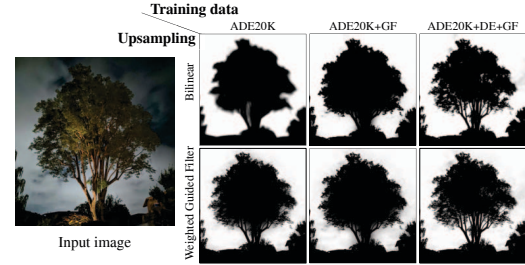 Training data
Upsampling
ADE20K
ADE20K+GF
ADE20K+DE+GF
Bilinear
Weighted Guided Filter
Input image